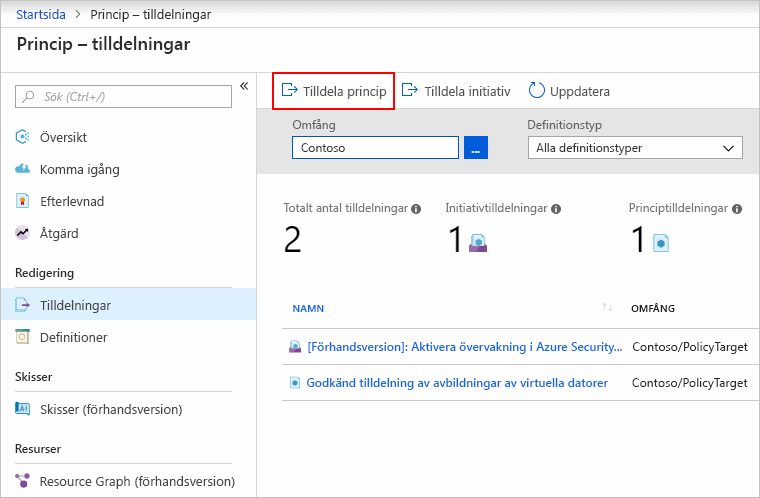 Startsida > Princip – tilldelningar
Princip – tilldelningar
Sök (Ctrl+/)
«
Översikt
Komma igång
Efterlevnad
Åtgärd
Redigering
Tilldelningar
Definitioner
Skisser
Skisser (förhandsversion)
Resurser
Resource Graph (förhandsversion)
Tilldela princip
Tilldela initiativ
Uppdatera
Omfång
Definitionstyp
Contoso
...
Alla definitionstyper
Totalt antal tilldelningar
Initiativtilldelningar
Principtilldelningar
2
1
1
NAMN
OMFÅNG
[Förhandsversion]: Aktivera övervakning i Azure Security...
Contoso/PolicyTarget
Godkänd tilldelning av avbildningar av virtuella datorer
Contoso/PolicyTarget